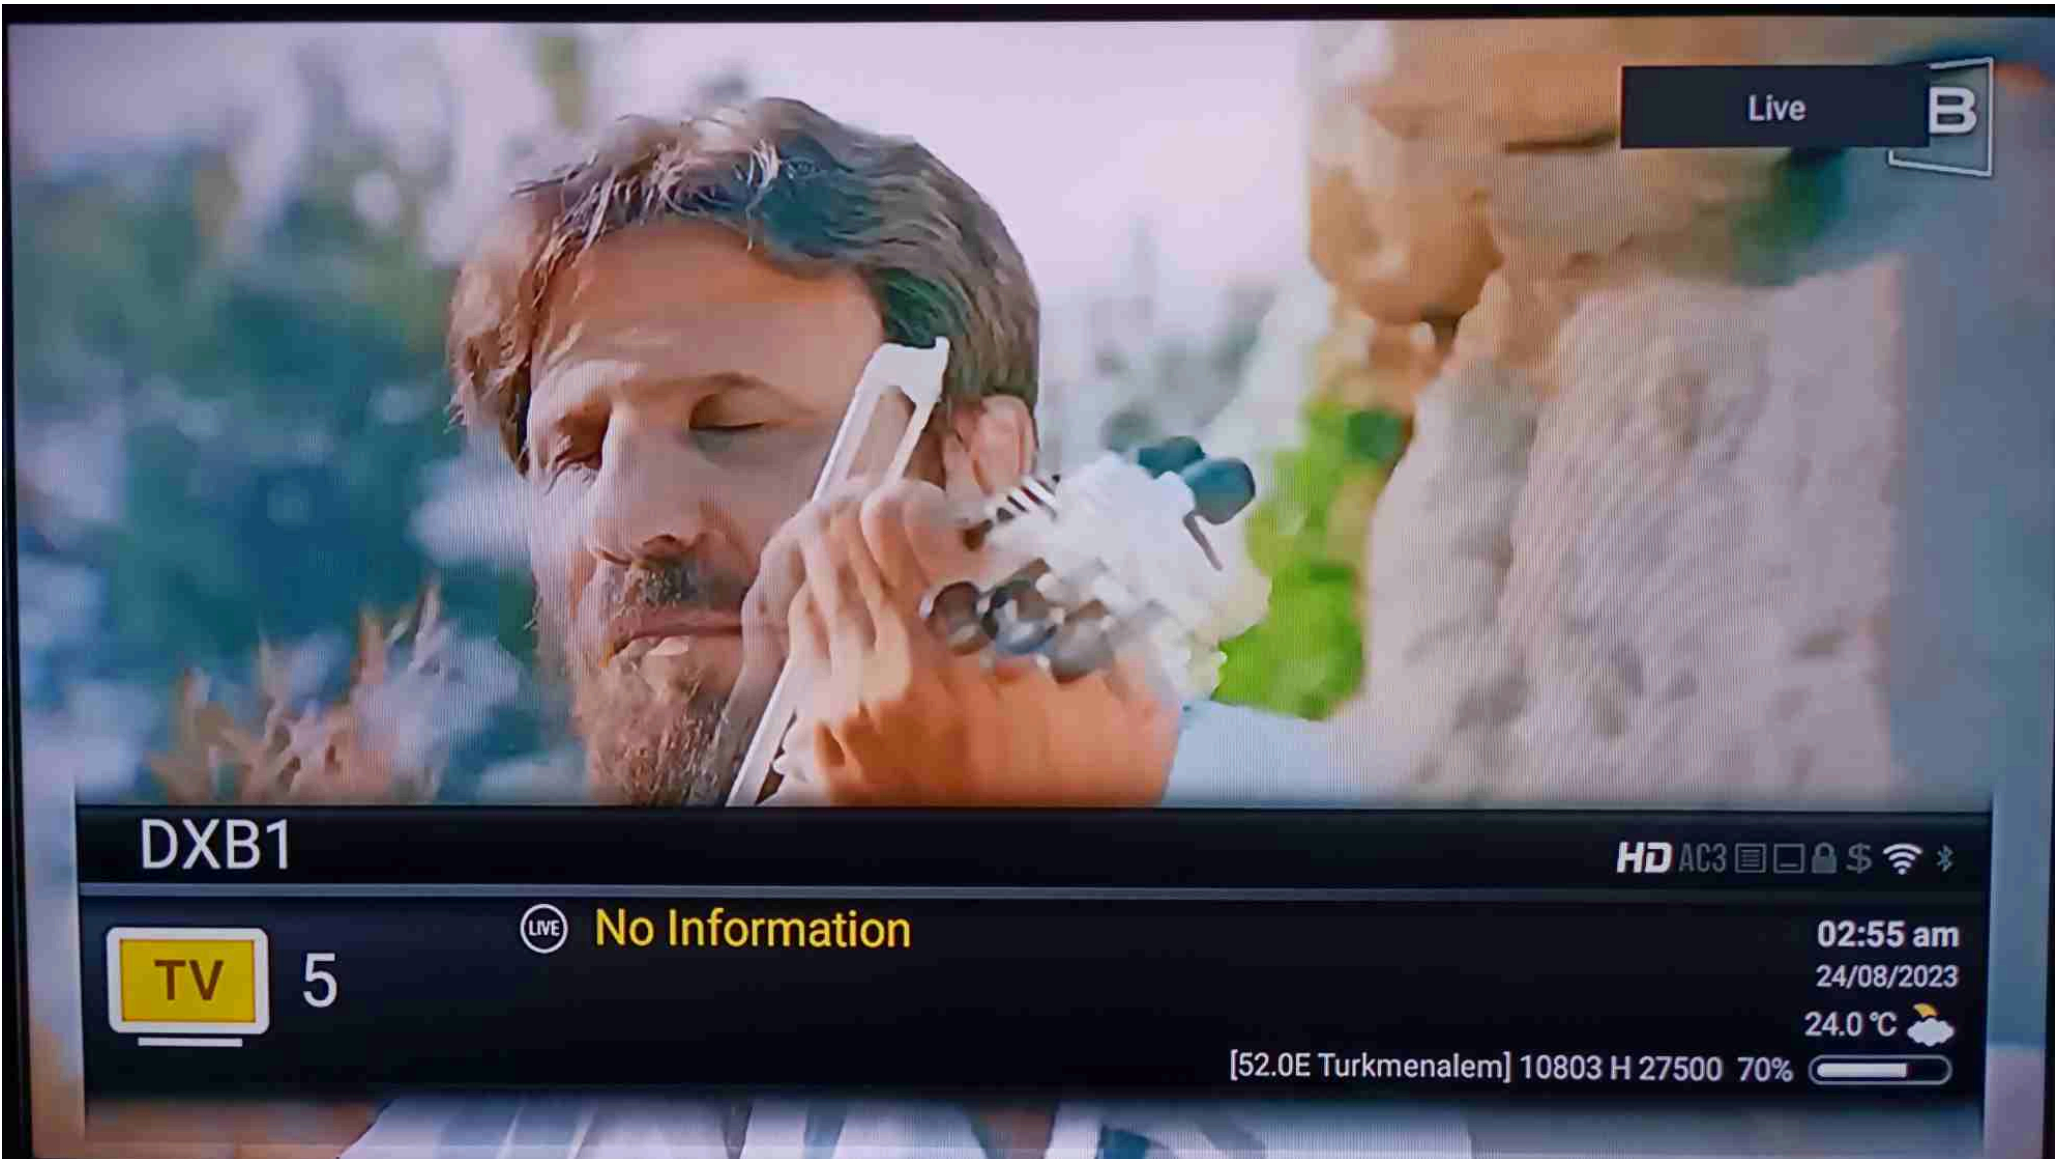 Live
B
DXB1
HD AC3 $
TV 5
LIVE No Information
02:55 am
24/08/2023
24.0 °C
[52.0E Turkmenalem] 10803 H 27500 70%